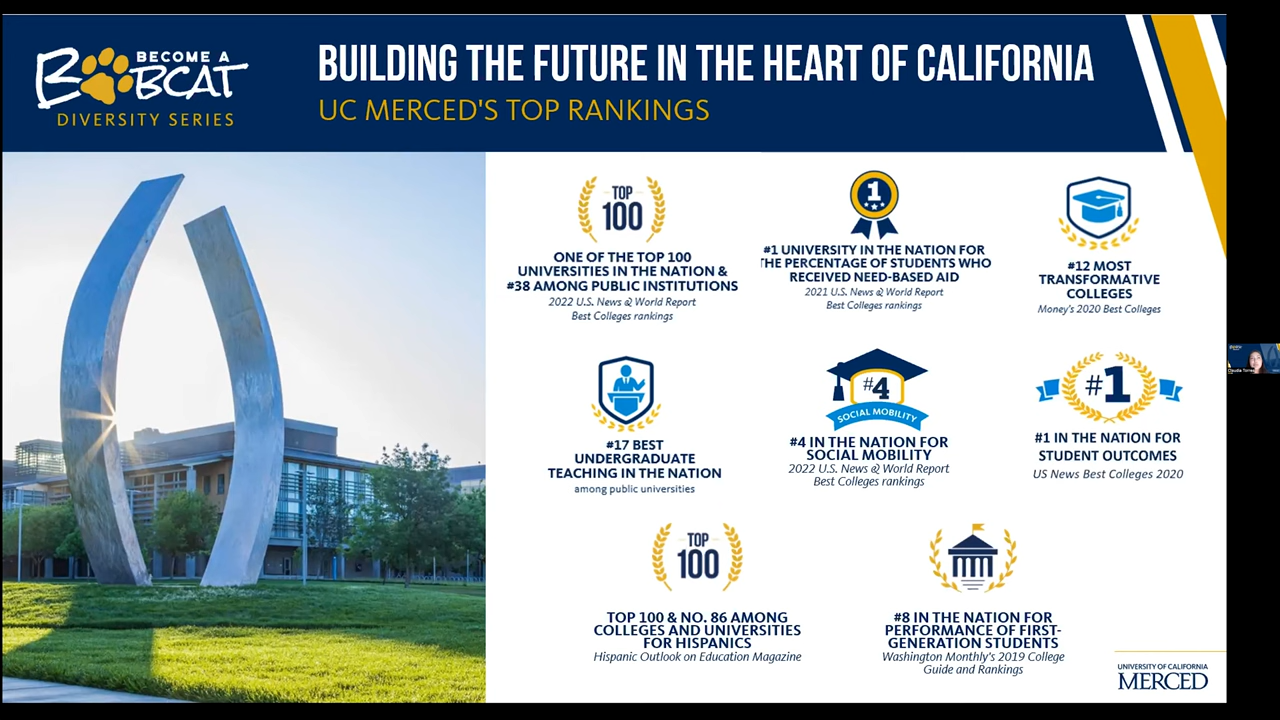 BECOME A
BOBCAT
DIVERSITY SERIES
BUILDING THE FUTURE IN THE HEART OF CALIFORNIA
UC MERCED'S TOP RANKINGS
TOP
100
ONE OF THE TOP 100
UNIVERSITIES IN THE NATION &
#38 AMONG PUBLIC INSTITUTIONS
2022 U.S. News & World Report
Best Colleges rankings
1
#1 UNIVERSITY IN THE NATION FOR
THE PERCENTAGE OF STUDENTS WHO
RECEIVED NEED-BASED AID
2021 U.S. News & World Report
Best Colleges rankings
#12 MOST
TRANSFORMATIVE
COLLEGES
Money's 2020 Best Colleges
#17 BEST
UNDERGRADUATE
TEACHING IN THE NATION
among public universities
#4
SOCIAL MOBILITY
#4 IN THE NATION FOR
SOCIAL MOBILITY
2022 U.S. News & World Report
Best Colleges rankings
#1
#1 IN THE NATION FOR
STUDENT OUTCOMES
US News Best Colleges 2020
TOP
100
TOP 100 & NO. 86 AMONG
COLLEGES AND UNIVERSITIES
FOR HISPANICS
Hispanic Outlook on Education Magazine
#8 IN THE NATION FOR
PERFORMANCE OF FIRST-
GENERATION STUDENTS
Washington Monthly's 2019 College
Guide and Rankings
UNIVERSITY OF CALIFORNIA
MERCED